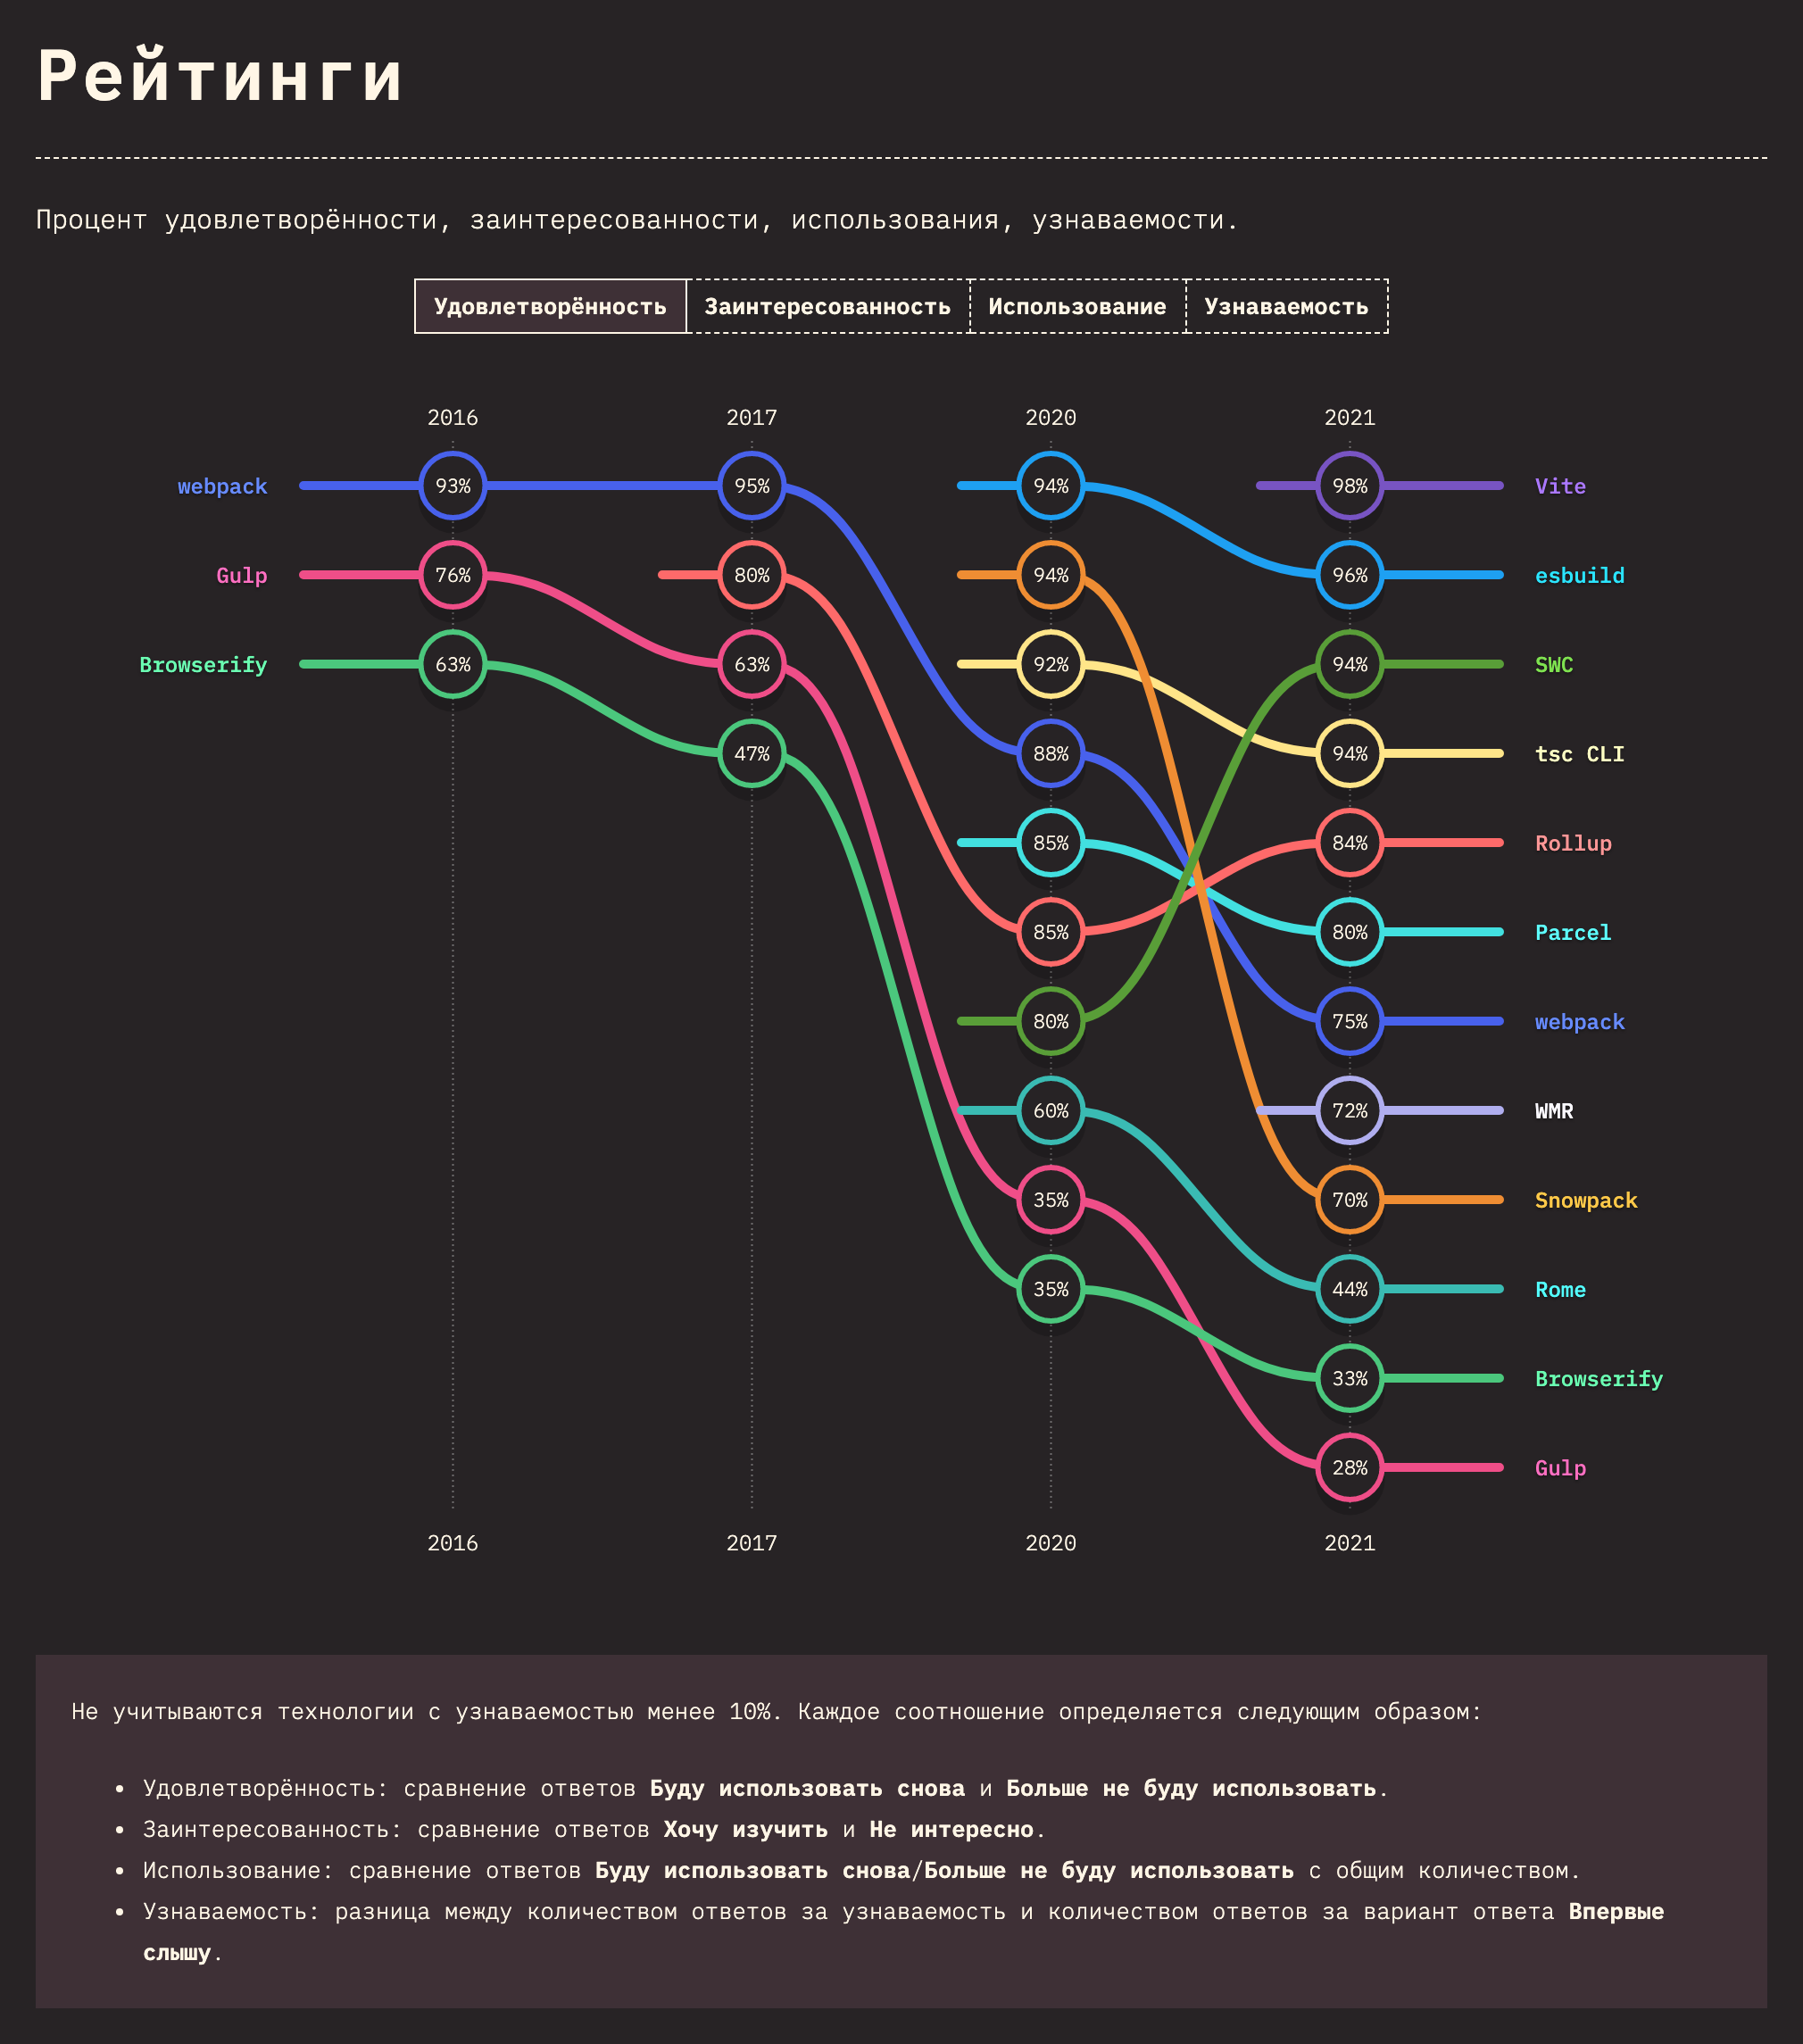 Рейтинги
Процент удовлетворённости, заинтересованности, использования, узнаваемости.
Удовлетворённость Заинтересованность Использование Узнаваемость
2016 2017 2020 2021
webpack 93% 95% 94% 98% Vite
Gulp 76% 80% 94% 96% esbuild
Browserify 63% 63% 92% 94% SWC
47% 88% 94% tsc CLI
85% 84% Rollup
85% 80% Parcel
80% 75% webpack
60% 72% WMR
35% 70% Snowpack
35% 44% Rome
33% Browserify
28% Gulp
2016 2017 2020 2021
Не учитываются технологии с узнаваемостью менее 10%. Каждое соотношение определяется следующим образом:
• Удовлетворённость: сравнение ответов Буду использовать снова и Больше не буду использовать.
• Заинтересованность: сравнение ответов Хочу изучить и Не интересно.
• Использование: сравнение ответов Буду использовать снова/Больше не буду использовать с общим количеством.
• Узнаваемость: разница между количеством ответов за узнаваемость и количеством ответов за вариант ответа Впервые
слышу.